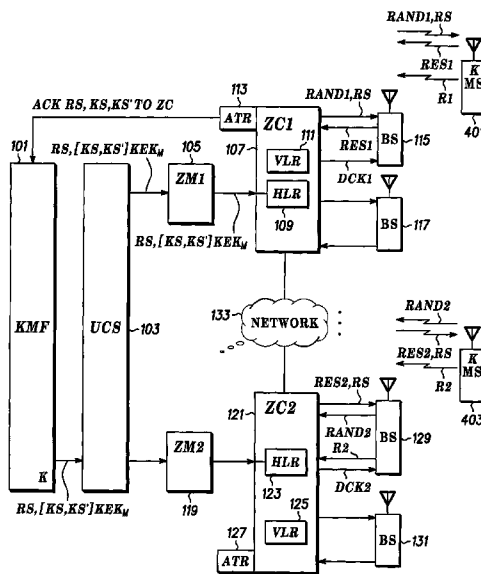 RAND1,RS
RES1
R1
K
MS
401
ACK RS, KS,KS' TO ZC
113
ATR
ZC1
RAND1,RS
RES1
BS
115
101
RS,[KS,KS']KEKM
105
ZM1
107
111
VLR
HLR
109
DCK1
BS
117
RS,[KS,KS']KEKM
KMF
UCS
103
133
NETWORK
RAND2
RES2,RS
R2
K
MS
403
121
ZC2
RES2,RS
RAND2
R2
BS
129
DCK2
ZM2
119
HLR
123
125
VLR
K
RS,[KS,KS']KEKM
127
ATR
BS
131